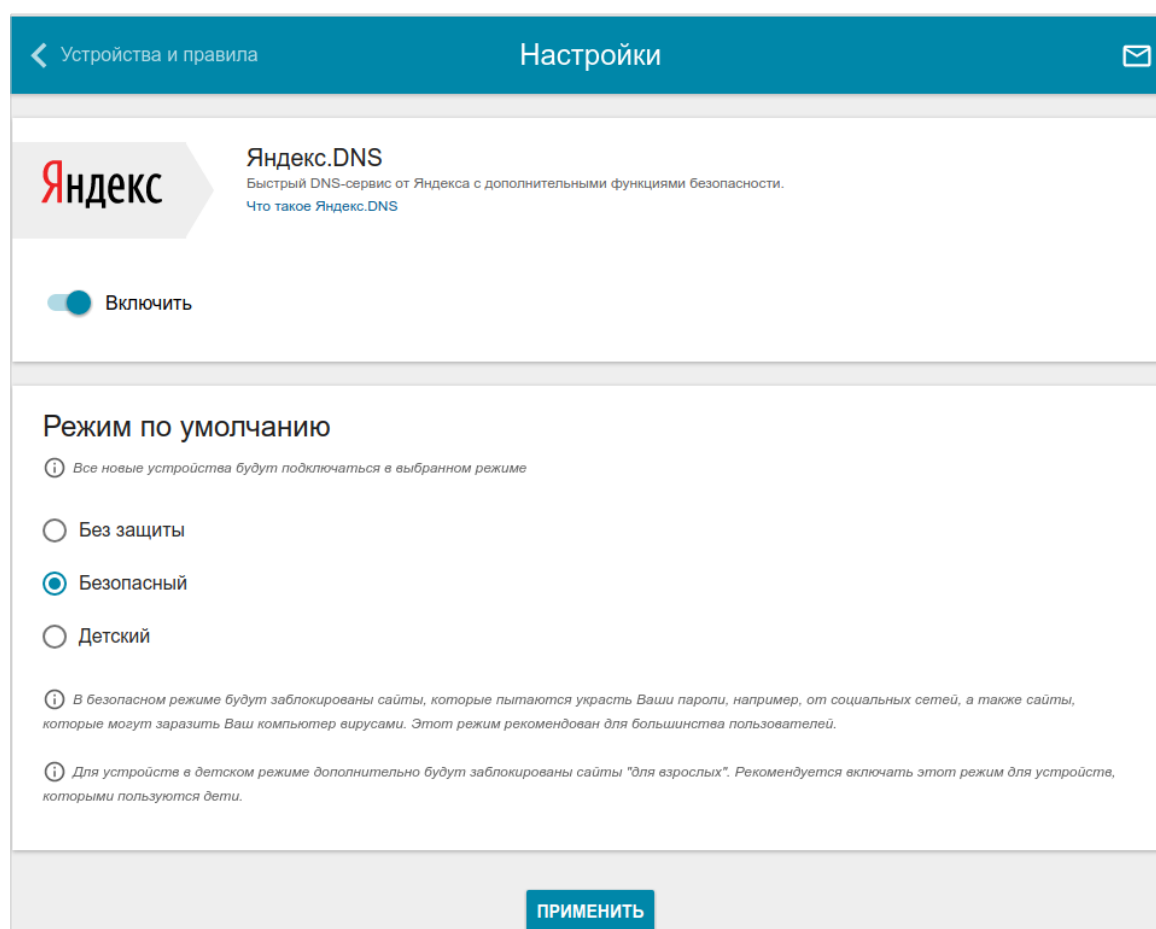 Устройства и правила
Настройки
Яндекс
Яндекс.DNS
Быстрый DNS-сервис от Яндекса с дополнительными функциями безопасности.
Что такое Яндекс.DNS
Включить
Режим по умолчанию
Все новые устройства будут подключаться в выбранном режиме
Без защиты
Безопасный
Детский
В безопасном режиме будут заблокированы сайты, которые пытаются украсть Ваши пароли, например, от социальных сетей, а также сайты,
которые могут заразить Ваш компьютер вирусами. Этот режим рекомендован для большинства пользователей.
Для устройств в детском режиме дополнительно будут заблокированы сайты "для взрослых". Рекомендуется включать этот режим для устройств,
которыми пользуются дети.
ПРИМЕНИТЬ